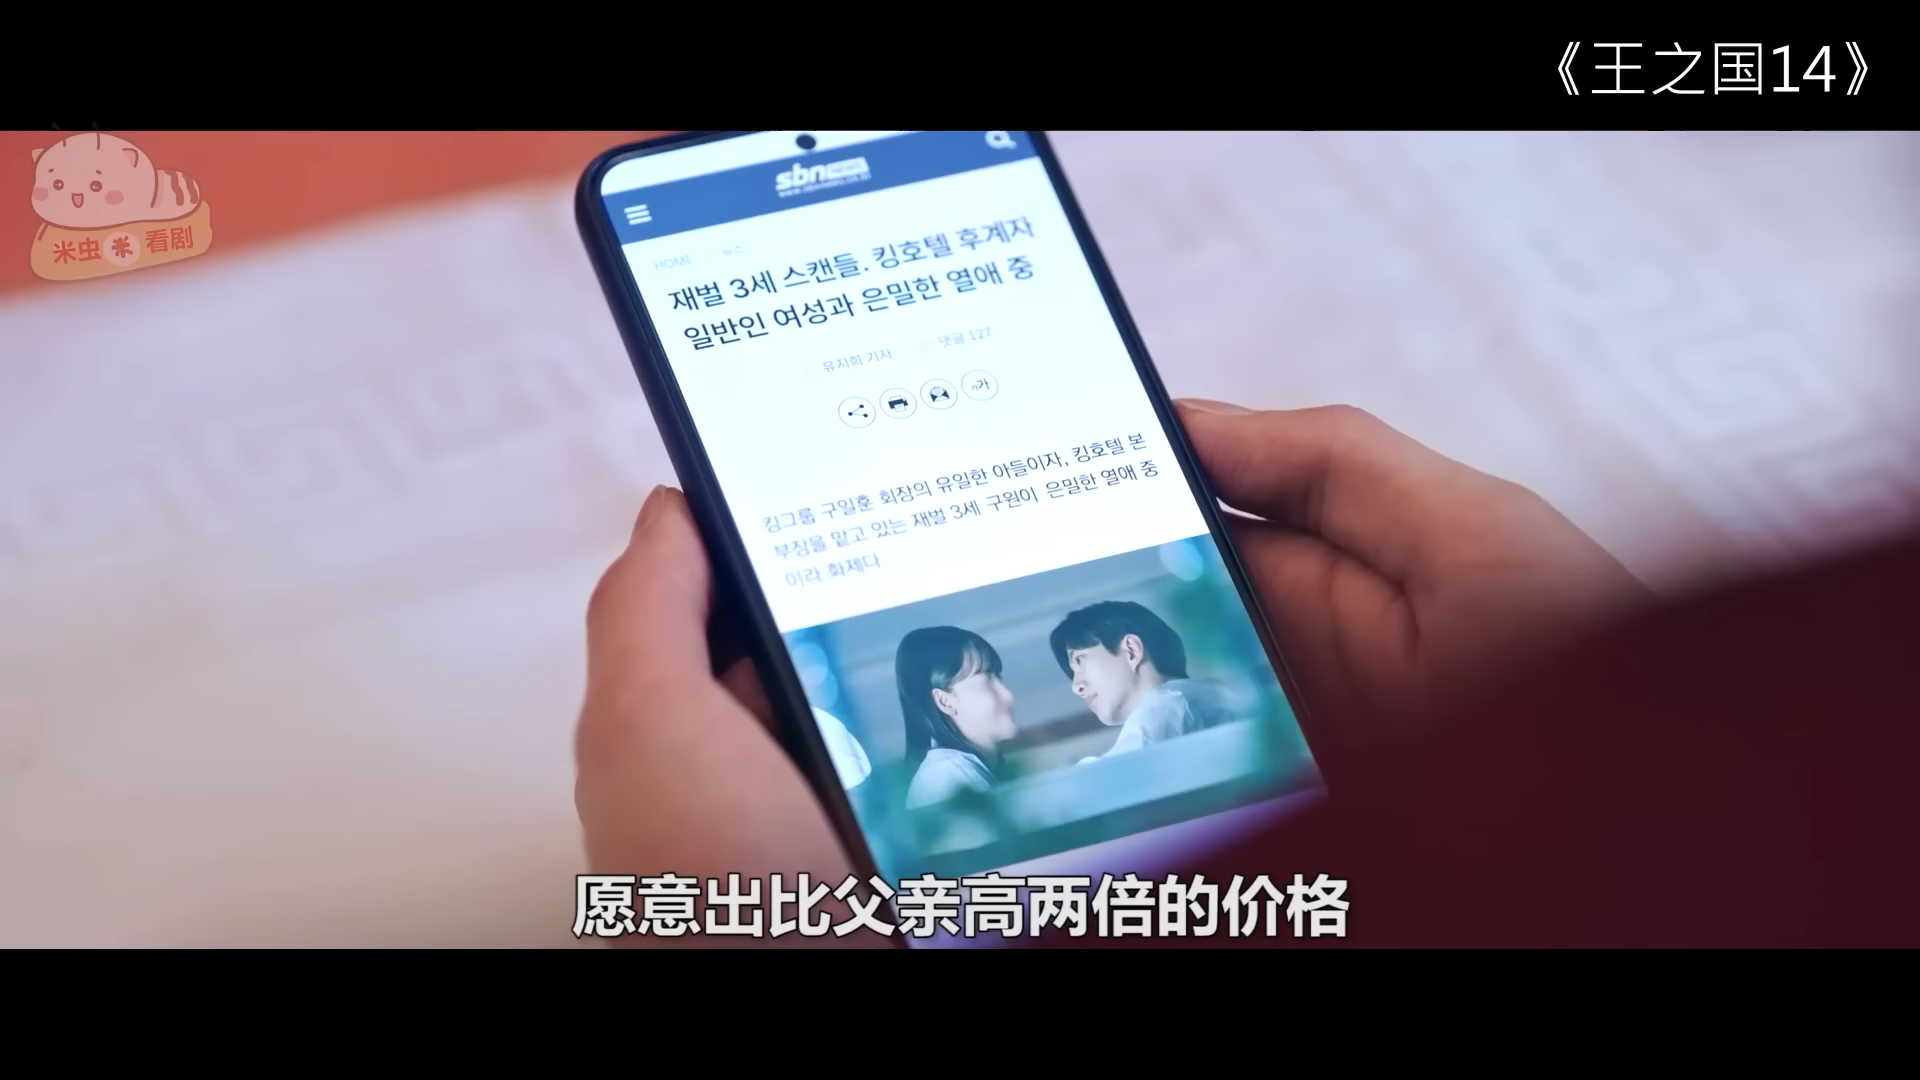 《王之国14》
米虫米看剧
sbn
HOME 뉴스
재벌 3세 스캔들. 킹호텔 후계자
일반인 여성과 은밀한 열애 중
유지희 기자 댓글 127
가가
킹그룹 구일훈 회장의 유일한 아들이자, 킹호텔 본
부장을 맡고 있는 재벌 3세 구원이 은밀한 열애 중
이라 화제다.
愿意出比父亲高两倍的价格